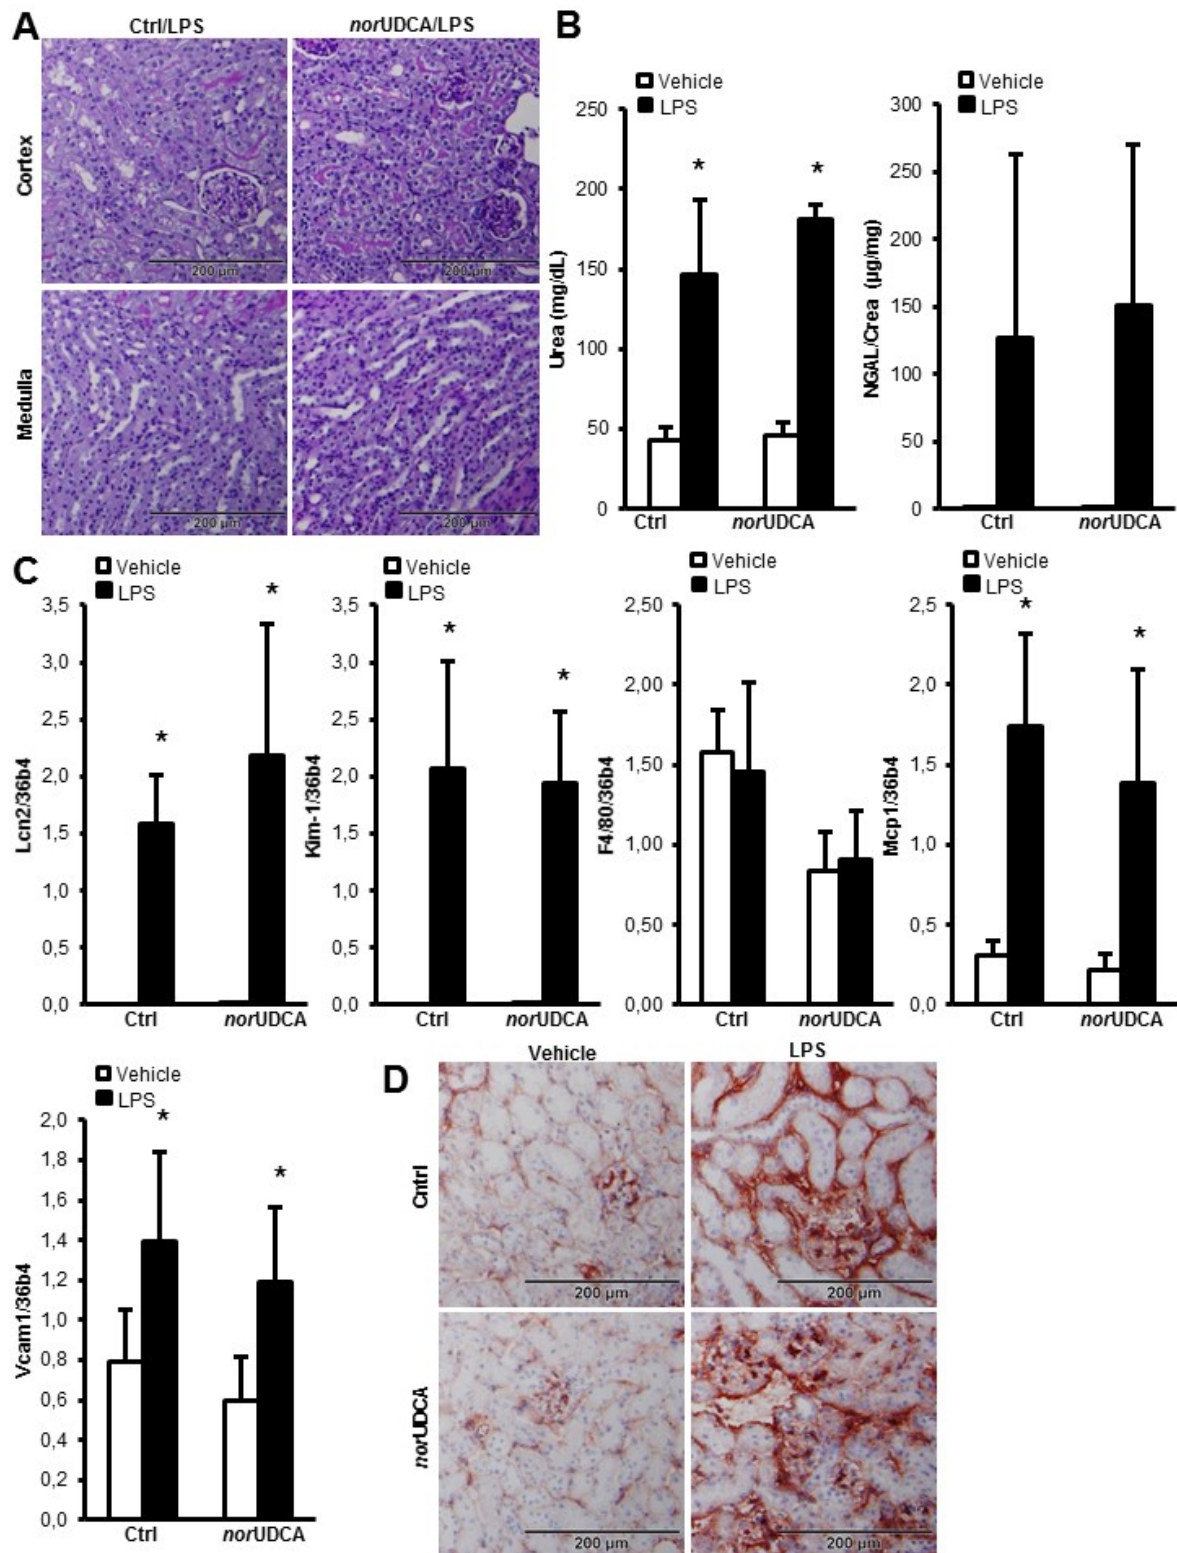 A
Ctrl/LPS
norUDCA/LPS
Cortex
200 µm
200 µm
Medulla
200 µm
200 µm
B
Vehicle
LPS
Urea (mg/dL)
250
200
150
100
50
0
*
*
Ctrl
norUDCA
Vehicle
LPS
NGAL/Crea (µg/mg)
300
250
200
150
100
50
0
Ctrl
norUDCA
C
Vehicle
LPS
Lcn2/36b4
3,5
3,0
2,5
2,0
1,5
1,0
0,5
0,0
*
*
Ctrl
norUDCA
Vehicle
LPS
Kim-1/36b4
3,5
3,0
2,5
2,0
1,5
1,0
0,5
0,0
*
*
Ctrl
norUDCA
Vehicle
LPS
F4/80/36b4
2,50
2,00
1,50
1,00
0,50
0,00
Ctrl
norUDCA
Vehicle
LPS
Mcp1/36b4
2,5
2,0
1,5
1,0
0,5
0,0
*
*
Ctrl
norUDCA
Vehicle
LPS
Vcam1/36b4
2,0
1,8
1,6
1,4
1,2
1,0
0,8
0,6
0,4
0,2
0,0
*
*
Ctrl
norUDCA
D
Vehicle
LPS
Cntrl
200 µm
200 µm
norUDCA
200 µm
200 µm